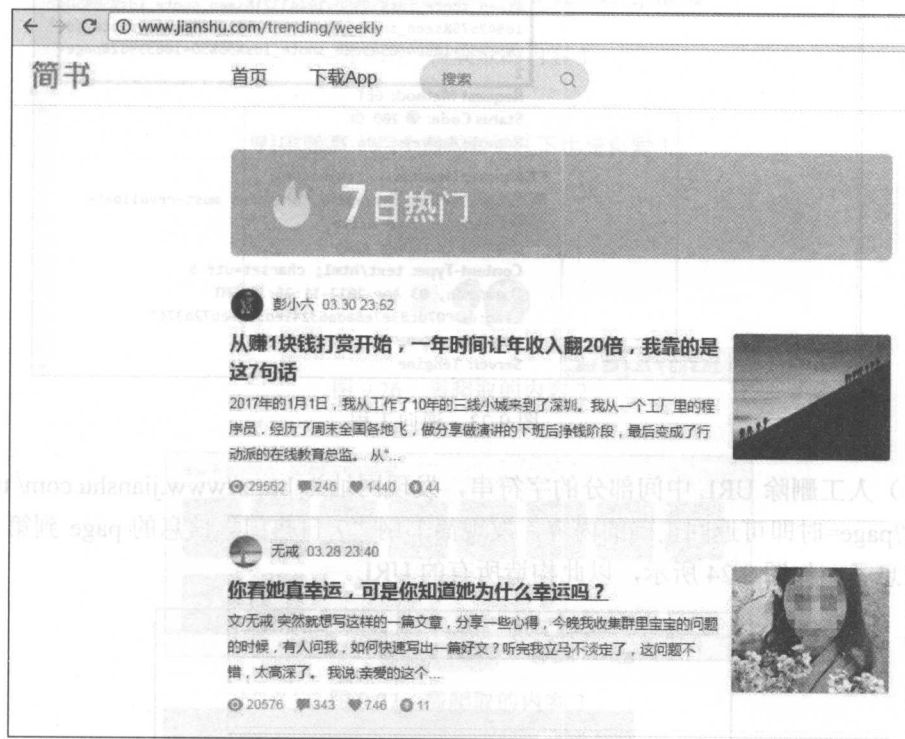 www.jianshu.com/trending/weekly
简书 首页 下载App 搜索
7日热门
彭小六 03.30 23:52
从赚1块钱打赏开始,一年时间让年收入翻20倍,我靠的是
这7句话
2017年的1月1日,我从工作了10年的三线小城来到了深圳。我从一个工厂里的程
序员,经历了周末全国各地飞,做分享做演讲的下班后挣钱阶段,最后变成了行
动派的在线教育总监。 从“...
29562 246 1440 44
无戒 03.28 23:40
你看她真幸运,可是你知道她为什么幸运吗?
文/无戒 突然就想写这样的一篇文章,分享一些心得,今晚我收集群里宝宝的问题
的时候,有人问我,如何快速写出一篇好文?听完我立马不淡定了,这问题不
错,太高深了。 我说:亲爱的这个...
20576 343 746 11